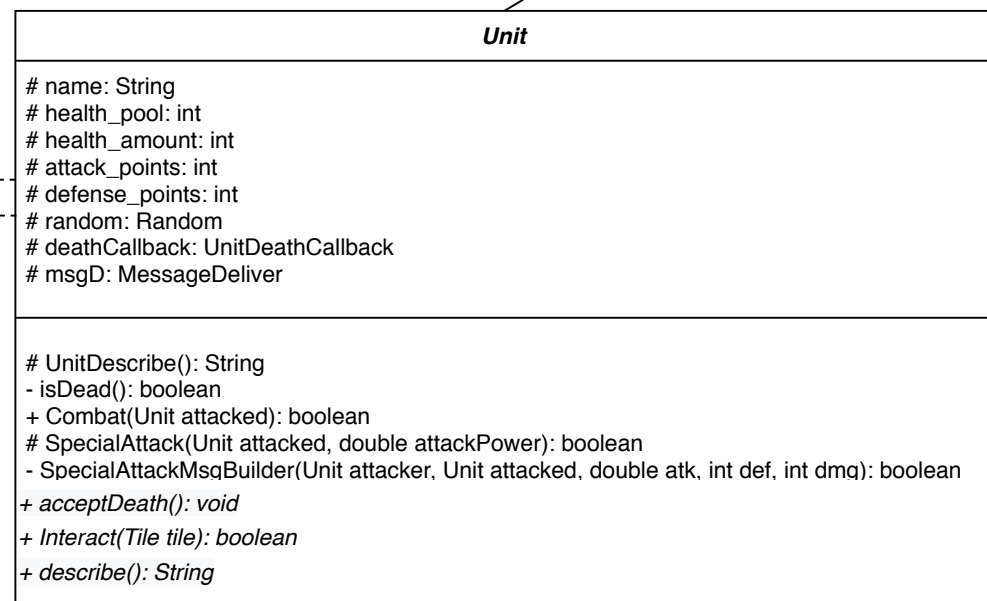 Unit
# name: String
# health_pool: int
# health_amount: int
# attack_points: int
# defense_points: int
# random: Random
# deathCallback: UnitDeathCallback
# msgD: MessageDeliver
# UnitDescribe(): String
- isDead(): boolean
+ Combat(Unit attacked): boolean
# SpecialAttack(Unit attacked, double attackPower): boolean
- SpecialAttackMsgBuilder(Unit attacker, Unit attacked, double atk, int def, int dmg): boolean
+ acceptDeath(): void
+ Interact(Tile tile): boolean
+ describe(): String